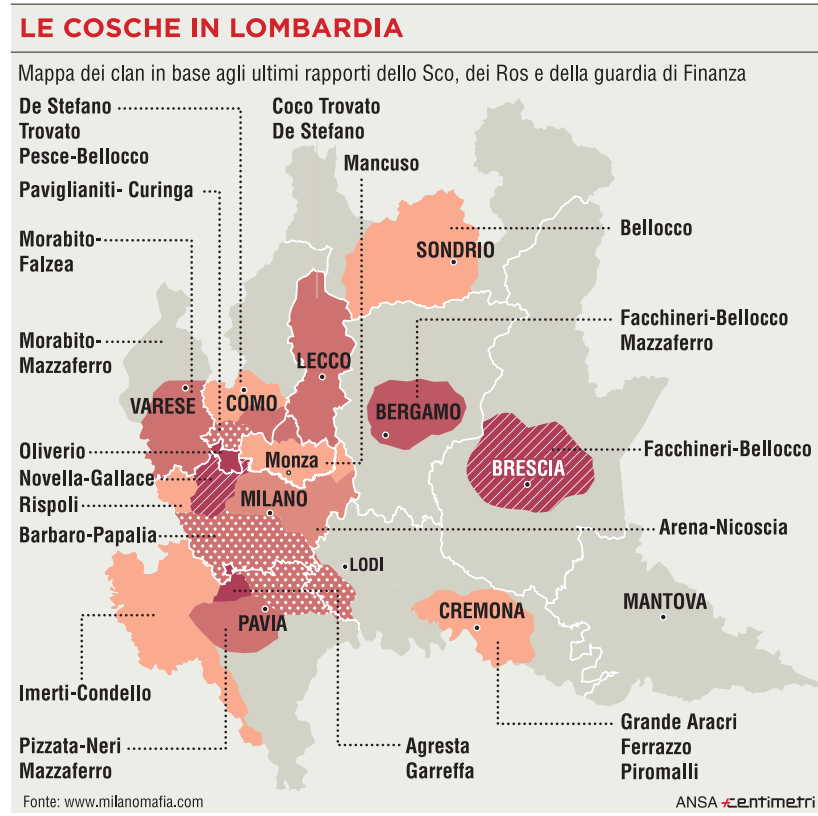 LE COSCHE IN LOMBARDIA
Mappa dei clan in base agli ultimi rapporti dello Sco, dei Ros e della guardia di Finanza
De Stefano
Trovato
Pesce-Bellocco
Coco Trovato
De Stefano
Mancuso
Paviglianiti- Curinga
Morabito-
Falzea
Bellocco
SONDRIO
Facchineri-Bellocco
Mazzaferro
Morabito-
Mazzaferro
LECCO
VARESE
COMO
BERGAMO
Oliverio
Monza
Facchineri-Bellocco
BRESCIA
Novella-Gallace
Rispoli
MILANO
Barbaro-Papalia
Arena-Nicoscia
LODI
CREMONA
MANTOVA
PAVIA
Imerti-Condello
Pizzata-Neri
Mazzaferro
Agresta
Garreffa
Grande Aracri
Ferrazzo
Piromalli
Fonte: www.milanomafia.com
ANSA centimetri